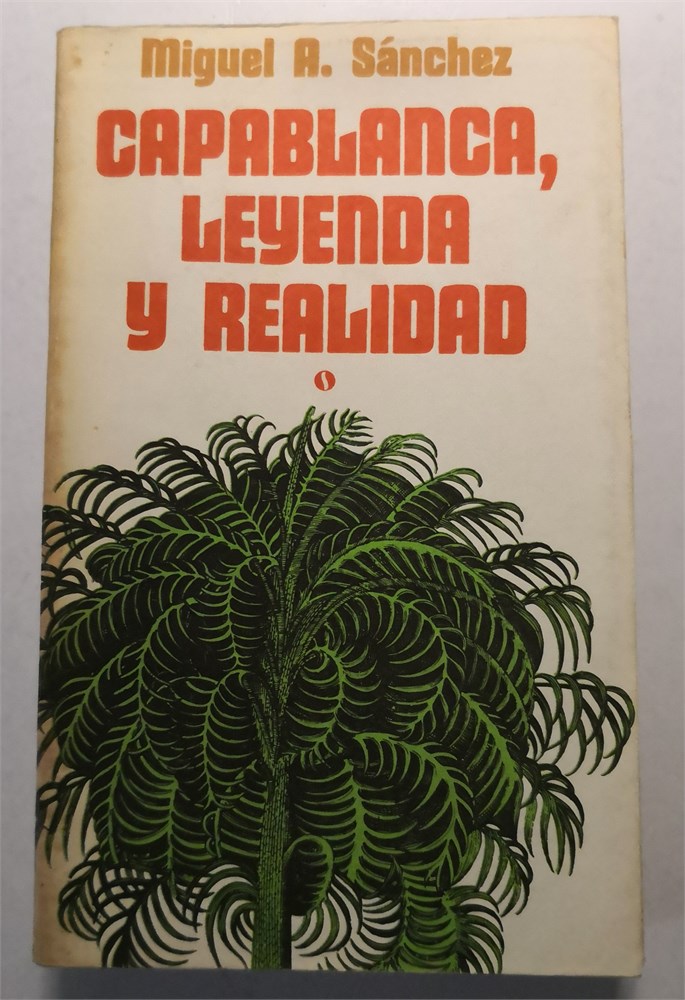 Miguel A. Sánchez
CAPABLANCA,
LEYENDA
Y REALIDAD